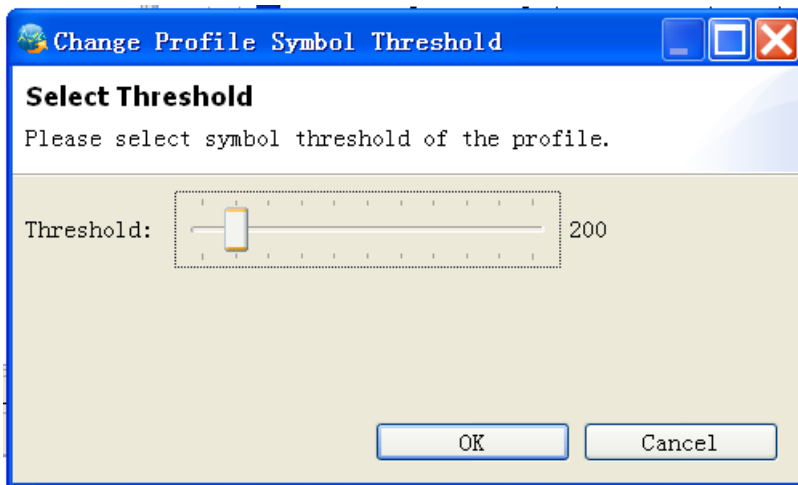 Change Profile Symbol Threshold
Select Threshold
Please select symbol threshold of the profile.
Threshold: 200
OK Cancel